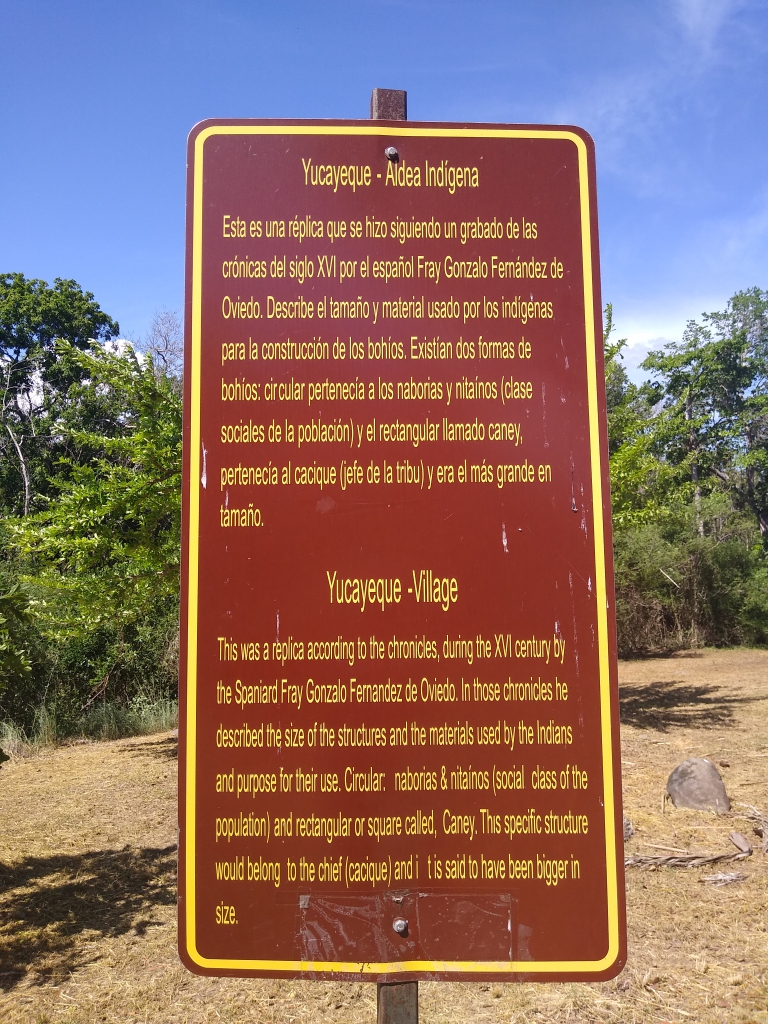 Yucayeque - Aldea Indígena
Esta es una réplica que se hizo siguiendo un grabado de las
crónicas del siglo XVI por el español Fray Gonzalo Fernández de
Oviedo. Describe el tamaño y material usado por los indígenas
para la construcción de los bohíos. Existían dos formas de
bohíos: circular pertenecía a los naborias y nitaínos (clase
sociales de la población) y el rectangular llamado caney,
pertenecía al cacique (jefe de la tribu) y era el más grande en
tamaño.
Yucayeque -Village
This was a replica according to the chronicles, during the XVI century by
the Spaniard Fray Gonzalo Fernandez de Oviedo. In those chronicles he
described the size of the structures and the materials used by the Indians
and purpose for their use. Circular: naborias & nitaínos (social class of the
population) and rectangular or square called, Caney. This specific structure
would belong to the chief (cacique) and i t is said to have been bigger in
size.